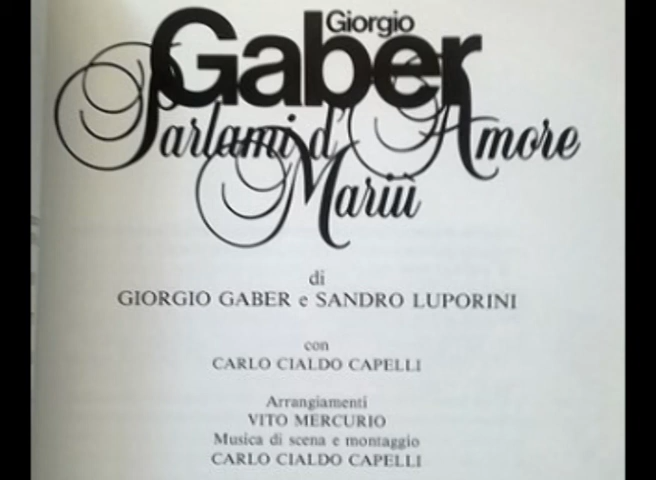 Giorgio
Gaber
Parlami d'Amore
Mariù
di
GIORGIO GABER e SANDRO LUPORINI
con
CARLO CIALDO CAPELLI
Arrangiamenti
VITO MERCURIO
Musica di scena e montaggio
CARLO CIALDO CAPELLI